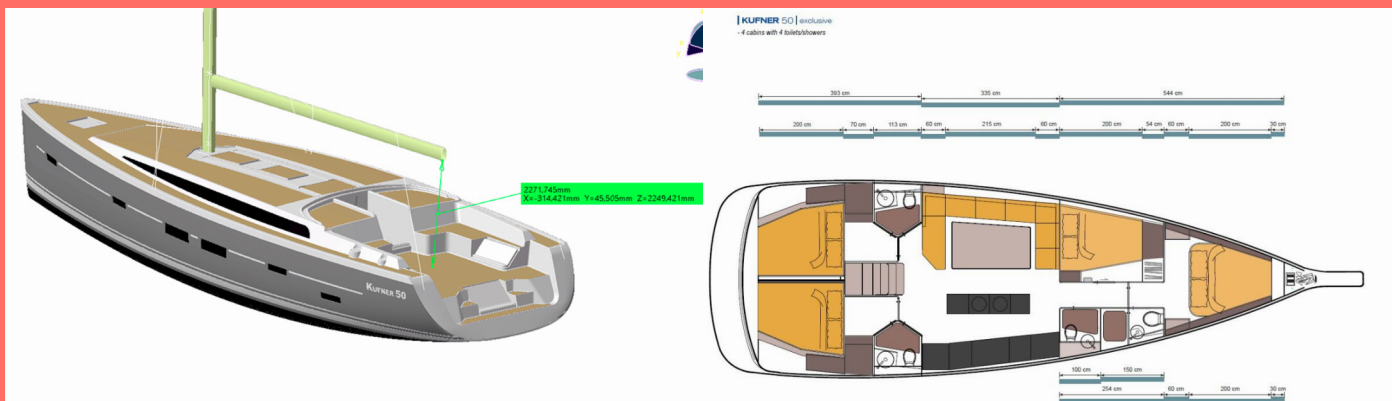 2271,745mm
X=-314,421mm Y=45,505mm Z=2249,421mm
KUFNER 50
| KUFNER 50 | exclusive
- 4 cabins with 4 toilets/showers
393 cm 335 cm 544 cm
200 cm 70 cm 113 cm 60 cm 215 cm 60 cm 200 cm 54 cm 60 cm 200 cm 30 cm
100 cm 150 cm
254 cm 60 cm 200 cm 30 cm